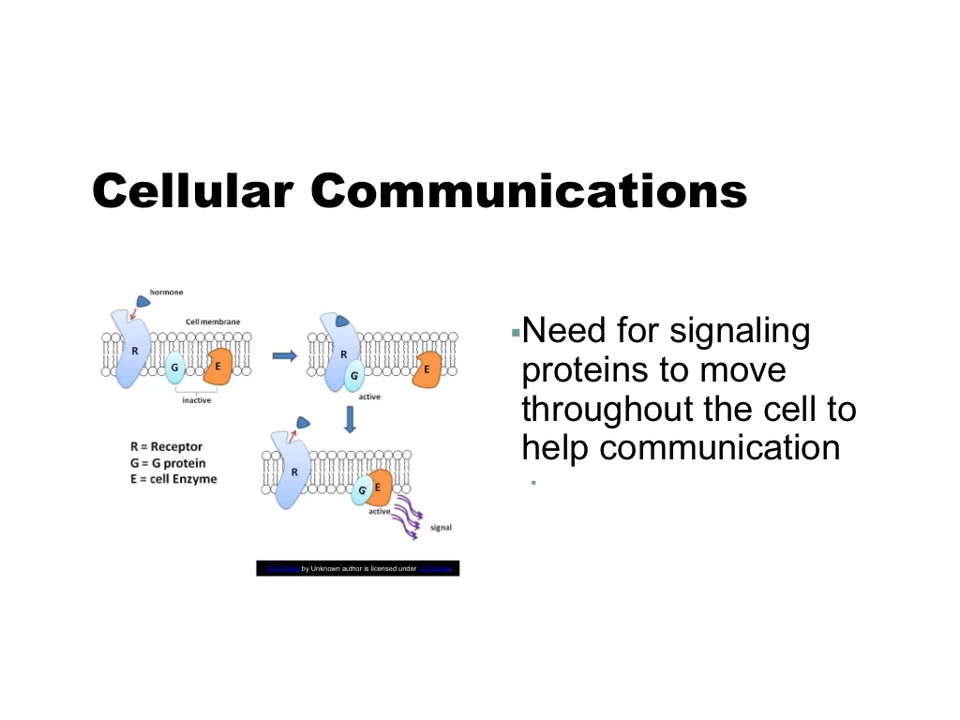 Cellular Communications
hormone
Cell membrane
R
G
E
inactive
R
G
E
active
R = Receptor
G = G protein
E = cell Enzyme
R
G
E
active
signal
by Unknown author is licensed under
Need for signaling
proteins to move
throughout the cell to
help communication